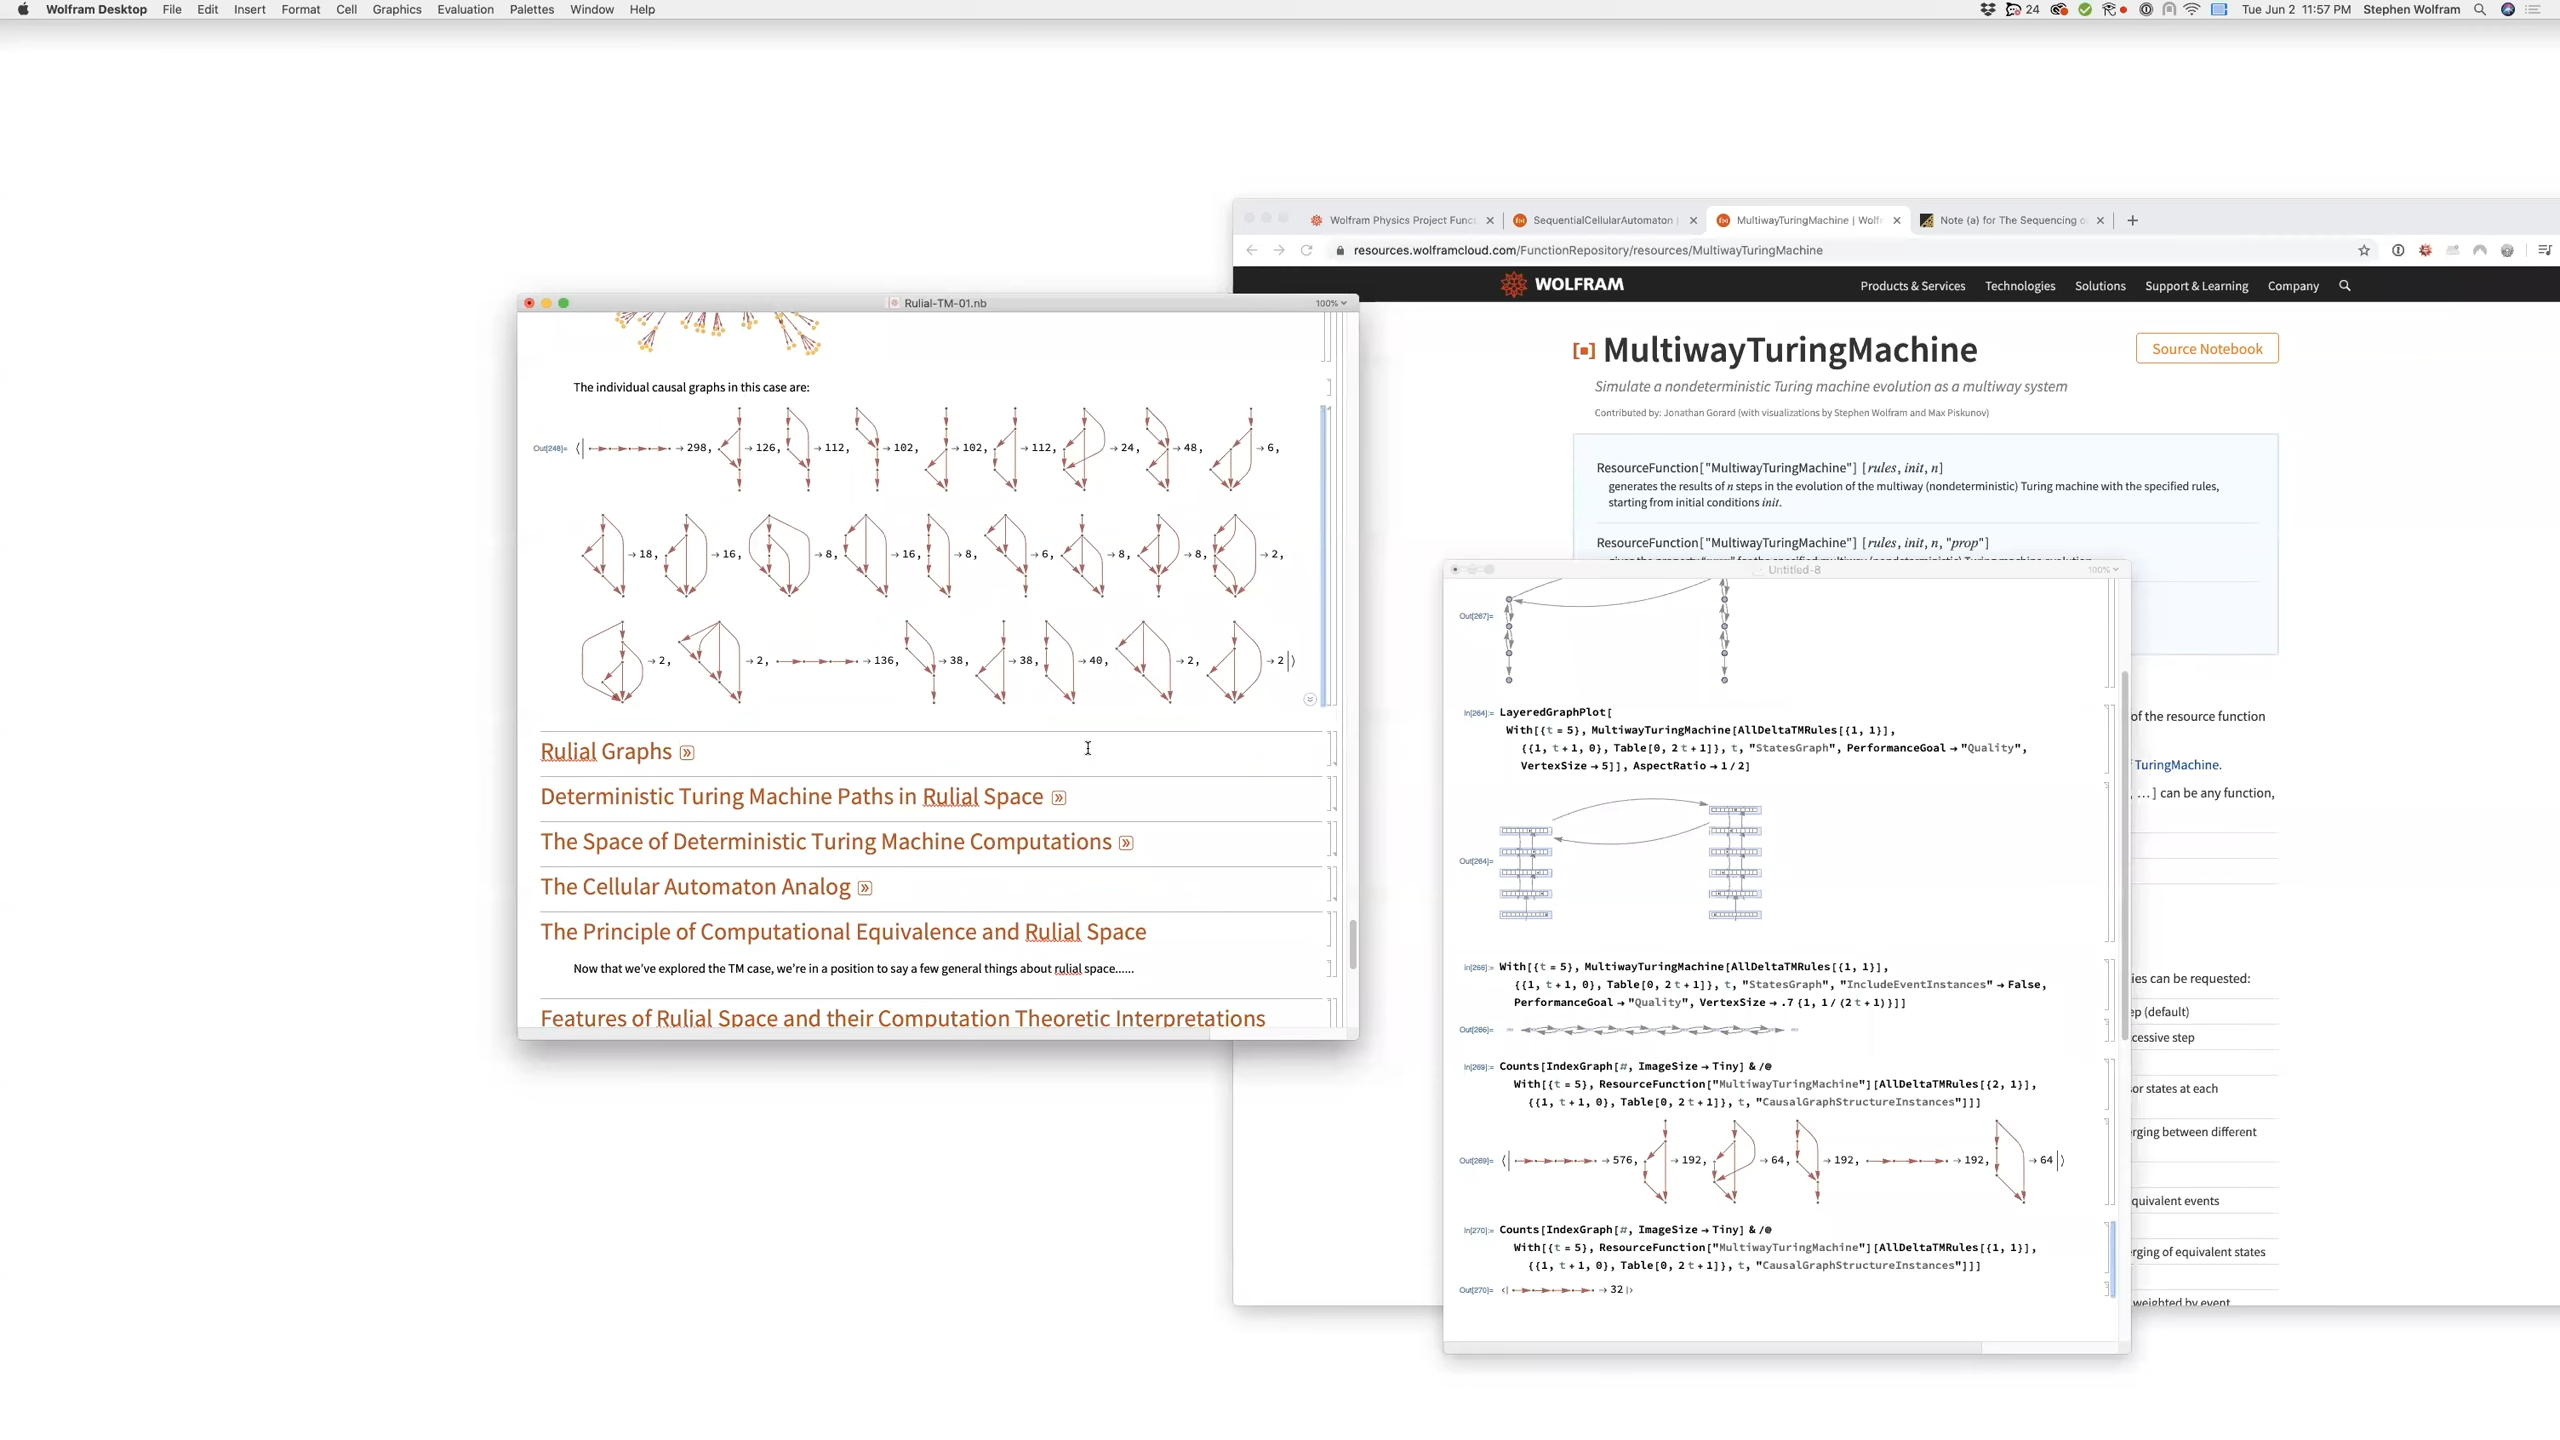 Wolfram Desktop File Edit Insert Format Cell Graphics Evaluation Palettes Window Help
24 Tue Jun 2 11:57 PM Stephen Wolfram
Rulial-TM-01.nb
100%
The individual causal graphs in this case are:
Out[248]= 〈| → 298, → 126, → 112, → 102, → 102, → 112, → 24, → 48, → 6,
→ 18, → 16, → 8, → 16, → 8, → 6, → 8, → 8, → 2,
→ 2, → 2, → 136, → 38, → 38, → 40, → 2, → 2 |〉
Rulial Graphs
Deterministic Turing Machine Paths in Rulial Space
The Space of Deterministic Turing Machine Computations
The Cellular Automaton Analog
The Principle of Computational Equivalence and Rulial Space
Now that we've explored the TM case, we're in a position to say a few general things about rulial space......
Features of Rulial Space and their Computation Theoretic Interpretations
Wolfram Physics Project Func
SequentialCellularAutomaton |
MultiwayTuringMachine | Wolf
Note (a) for The Sequencing o
resources.wolframcloud.com/FunctionRepository/resources/MultiwayTuringMachine
WOLFRAM
Products & Services Technologies Solutions Support & Learning Company
MultiwayTuringMachine
Source Notebook
Simulate a nondeterministic Turing machine evolution as a multiway system
Contributed by: Jonathan Gorard (with visualizations by Stephen Wolfram and Max Piskunov)
ResourceFunction["MultiwayTuringMachine"] [rules, init, n]
generates the results of n steps in the evolution of the multiway (nondeterministic) Turing machine with the specified rules,
starting from initial conditions init.
ResourceFunction["MultiwayTuringMachine"] [rules, init, n, "prop"]
of the resource function
TuringMachine.
, …] can be any function,
ies can be requested:
ep (default)
cessive step
or states at each
rging between different
quivalent events
rging of equivalent states
weighted by event
Untitled-8
100%
Out[267]=
In[264]:= LayeredGraphPlot[
With[{t = 5}, MultiwayTuringMachine[AllDeltaTMRules[{1, 1}],
{{1, t + 1, 0}, Table[0, 2 t + 1]}, t, "StatesGraph", PerformanceGoal → "Quality",
VertexSize → 5]], AspectRatio → 1 / 2]
Out[264]=
In[266]:= With[{t = 5}, MultiwayTuringMachine[AllDeltaTMRules[{1, 1}],
{{1, t + 1, 0}, Table[0, 2 t + 1]}, t, "StatesGraph", "IncludeEventInstances" → False,
PerformanceGoal → "Quality", VertexSize → .7 {1, 1 / (2 t + 1)}]]
Out[266]=
In[269]:= Counts[IndexGraph[#, ImageSize → Tiny] & /@
With[{t = 5}, ResourceFunction["MultiwayTuringMachine"][AllDeltaTMRules[{2, 1}],
{{1, t + 1, 0}, Table[0, 2 t + 1]}, t, "CausalGraphStructureInstances"]]]
Out[269]= 〈| → 576, → 192, → 64, → 192, → 192, → 64 |〉
In[270]:= Counts[IndexGraph[#, ImageSize → Tiny] & /@
With[{t = 5}, ResourceFunction["MultiwayTuringMachine"][AllDeltaTMRules[{1, 1}],
{{1, t + 1, 0}, Table[0, 2 t + 1]}, t, "CausalGraphStructureInstances"]]]
Out[270]= <| → 32 |>